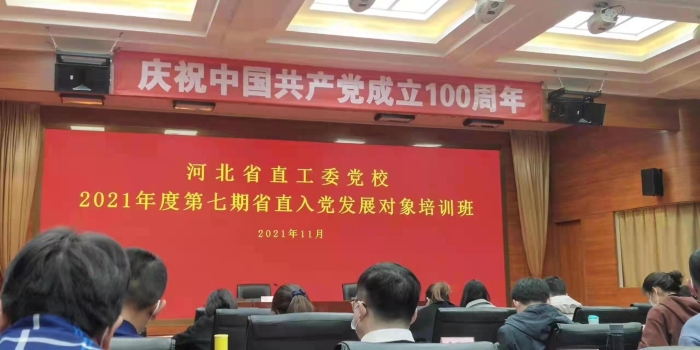 庆祝中国共产党成立100周年
河北省直工委党校
2021年度第七期省直入党发展对象培训班
2021年11月